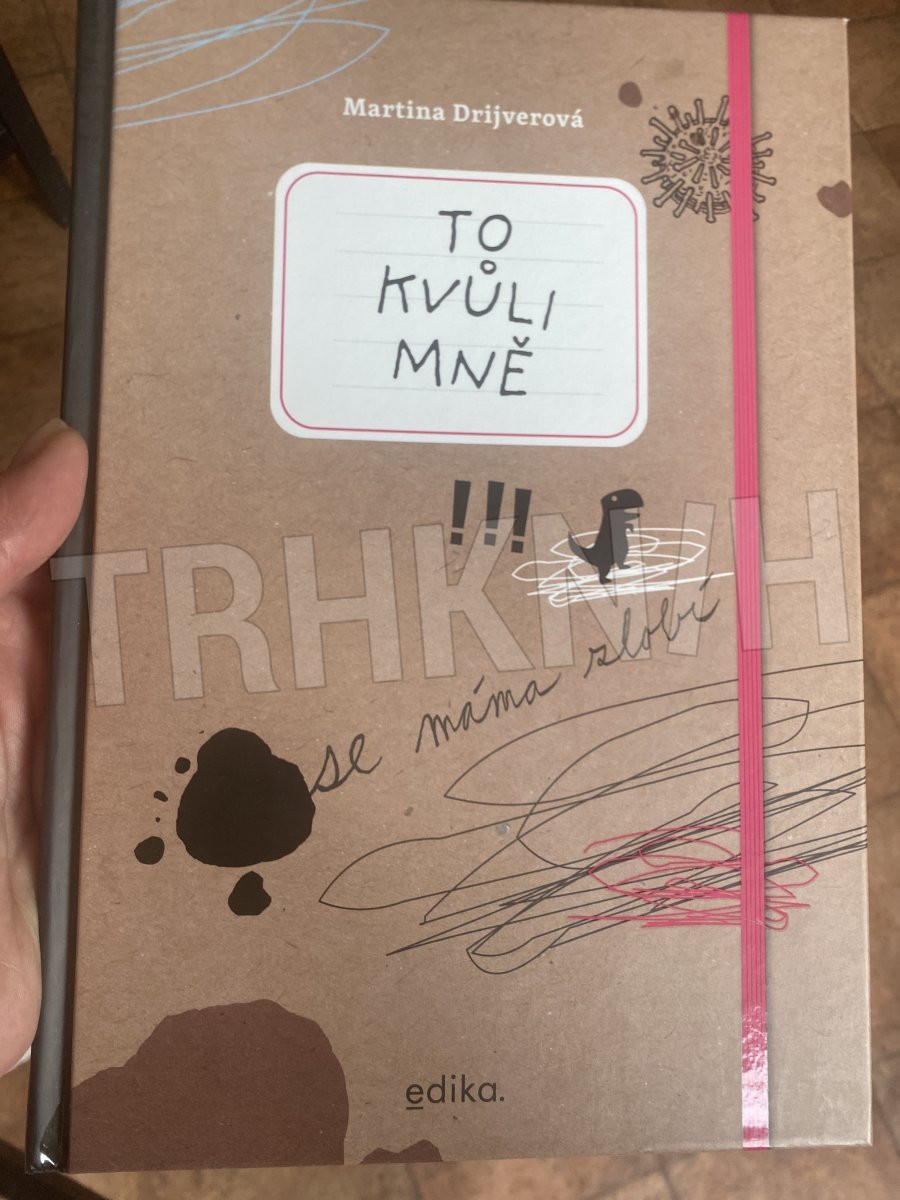 Martina Drijverová
TO
KVŮLI
MNĚ
!!!
TRHKNIH
se máma zlobí
edika.